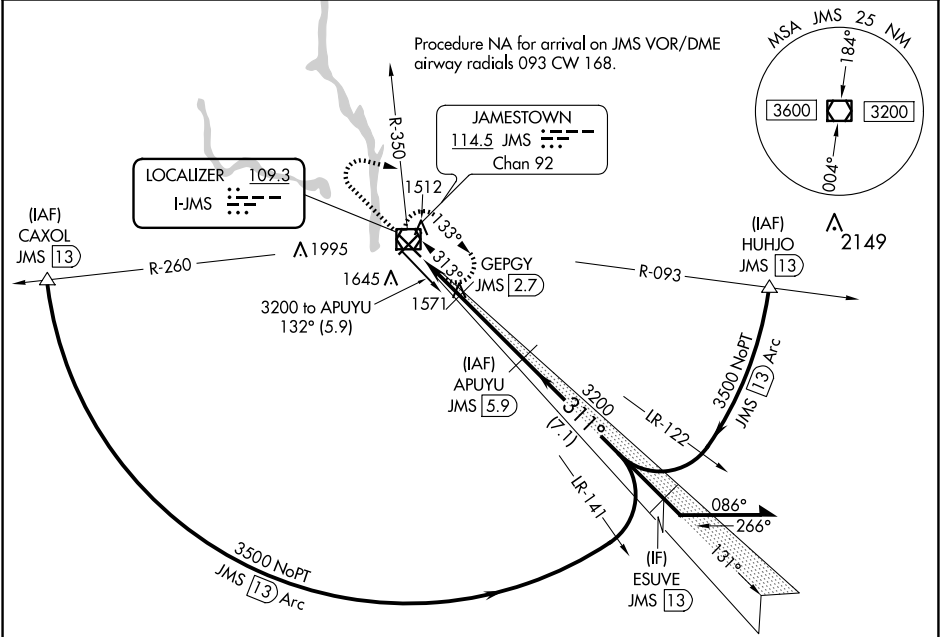 Procedure NA for arrival on JMS VOR/DME
airway radials 093 CW 168.
MSA JMS 25 NM
184°
3600
3200
004°
2149
R-350
JAMESTOWN
114.5 JMS
Chan 92
LOCALIZER 109.3
I-JMS
1512
133°
313°
(IAF)
CAXOL
JMS 13
R-260
1995
1645
1571
GEPGY
JMS 2.7
3200 to APUYU
132° (5.9)
(IAF)
HUHJO
JMS 13
R-093
(IAF)
APUYU
JMS 5.9
3200
311°
(7.1)
LR-122
3500 NoPT
JMS 13 Arc
LR-141
086°
266°
131°
(IF)
ESUVE
JMS 13
3500 NoPT
JMS 13 Arc